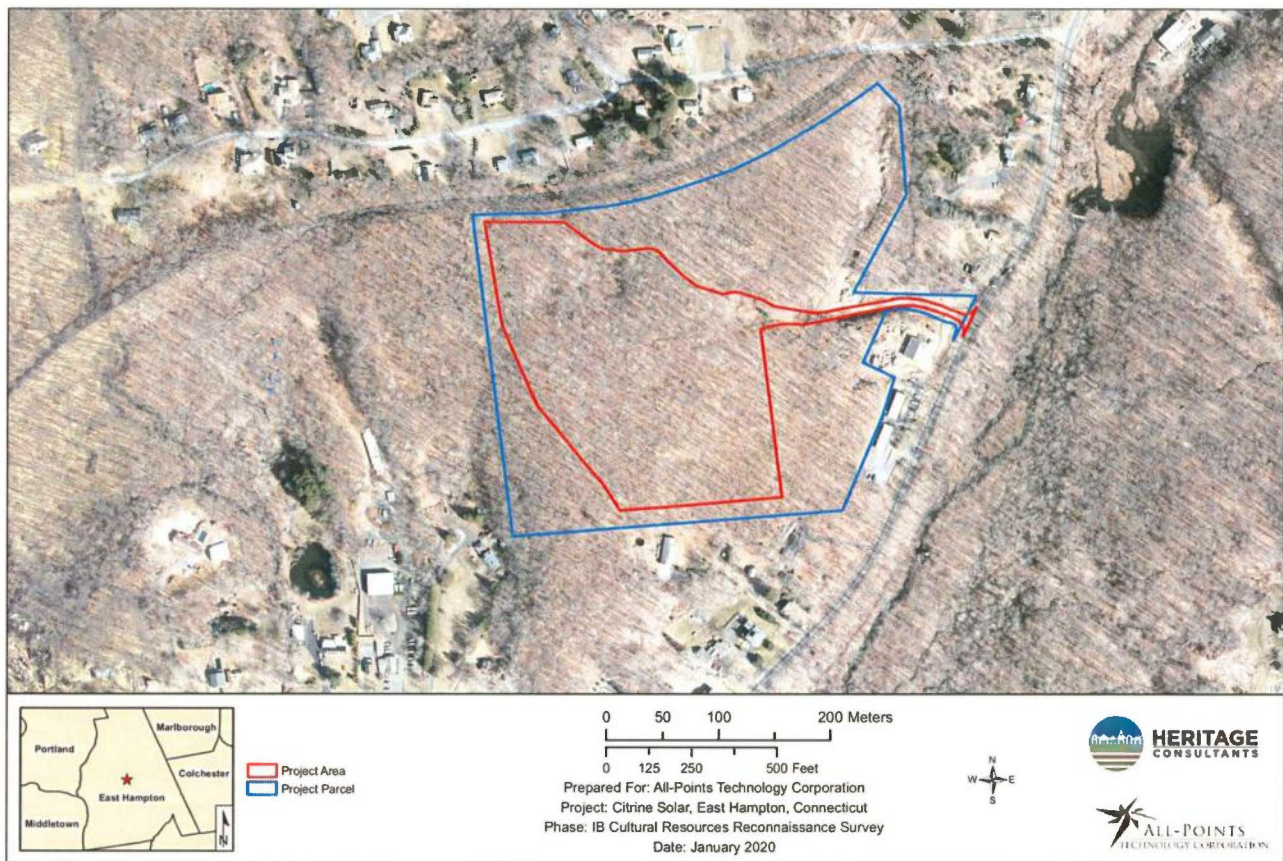 Portland
Marlborough
Colchester
East Hampton
Middletown
N
Project Area
Project Parcel
0 50 100 200 Meters
0 125 250 500 Feet
Prepared For: All-Points Technology Corporation
Project: Citrine Solar, East Hampton, Connecticut
Phase: IB Cultural Resources Reconnaissance Survey
Date: January 2020
N
W E
S
HERITAGE
CONSULTANTS
ALL-POINTS
TECHNOLOGY CORPORATION